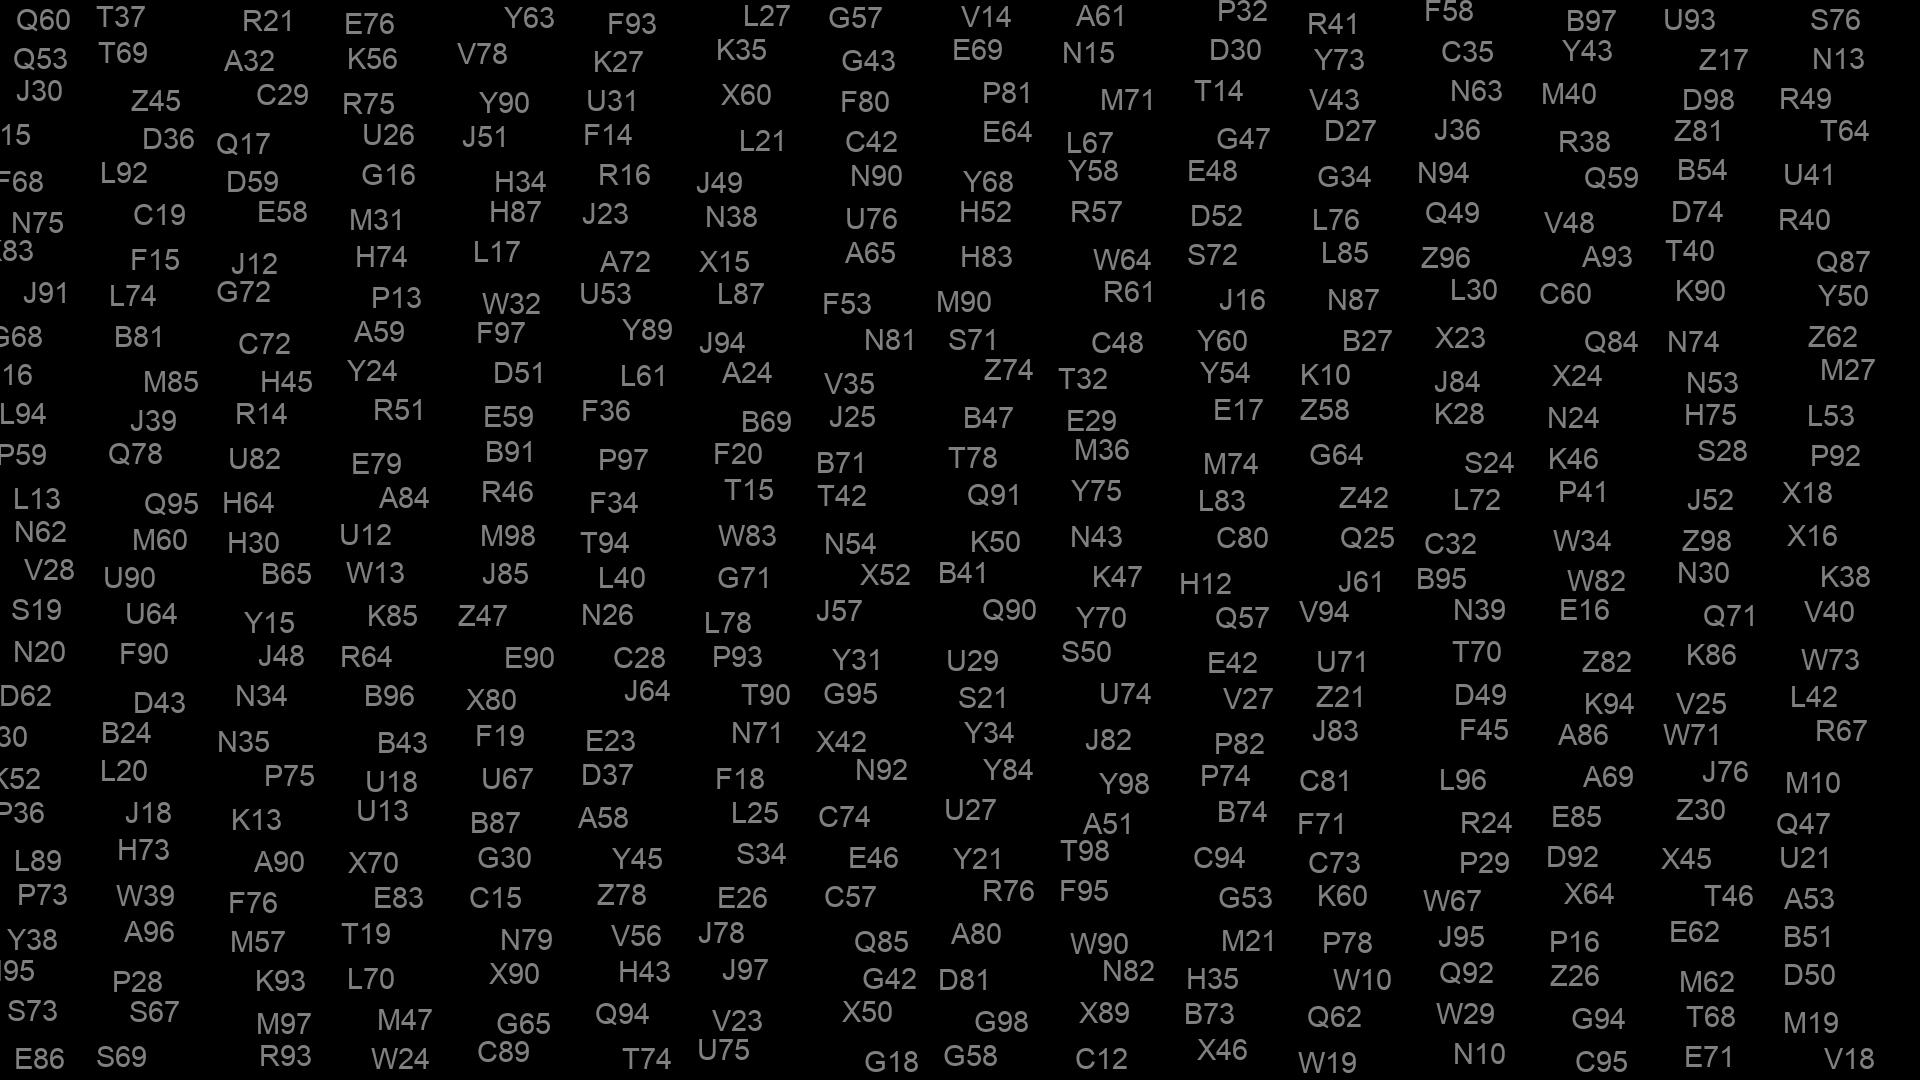 Q60 T37 R21 E76 Y63 F93 L27 G57 V14 A61 P32 R41 F58 B97 U93 S76
Q53 T69 A32 K56 V78 K27 K35 G43 E69 N15 D30 Y73 C35 Y43 Z17 N13
J30 Z45 C29 R75 Y90 U31 X60 F80 P81 M71 T14 V43 N63 M40 D98 R49
15 D36 Q17 U26 J51 F14 L21 C42 E64 L67 G47 D27 J36 R38 Z81 T64
F68 L92 D59 G16 H34 R16 J49 N90 Y68 Y58 E48 G34 N94 Q59 B54 U41
N75 C19 E58 M31 H87 J23 N38 U76 H52 R57 D52 L76 Q49 V48 D74 R40
83 F15 J12 H74 L17 A72 X15 A65 H83 W64 S72 L85 Z96 A93 T40 Q87
J91 L74 G72 P13 W32 U53 L87 F53 M90 R61 J16 N87 L30 C60 K90 Y50
G68 B81 C72 A59 F97 Y89 J94 N81 S71 C48 Y60 B27 X23 Q84 N74 Z62
16 M85 H45 Y24 D51 L61 A24 V35 Z74 T32 Y54 K10 J84 X24 N53 M27
L94 J39 R14 R51 E59 F36 B69 J25 B47 E29 E17 Z58 K28 N24 H75 L53
P59 Q78 U82 E79 B91 P97 F20 B71 T78 M36 M74 G64 S24 K46 S28 P92
L13 Q95 H64 A84 R46 F34 T15 T42 Q91 Y75 L83 Z42 L72 P41 J52 X18
N62 M60 H30 U12 M98 T94 W83 N54 K50 N43 C80 Q25 C32 W34 Z98 X16
V28 U90 B65 W13 J85 L40 G71 X52 B41 K47 H12 J61 B95 W82 N30 K38
S19 U64 Y15 K85 Z47 N26 L78 J57 Q90 Y70 Q57 V94 N39 E16 Q71 V40
N20 F90 J48 R64 E90 C28 P93 Y31 U29 S50 E42 U71 T70 Z82 K86 W73
D62 D43 N34 B96 X80 J64 T90 G95 S21 U74 V27 Z21 D49 K94 V25 L42
30 B24 N35 B43 F19 E23 N71 X42 Y34 J82 P82 J83 F45 A86 W71 R67
K52 L20 P75 U18 U67 D37 F18 N92 Y84 Y98 P74 C81 L96 A69 J76 M10
P36 J18 K13 U13 B87 A58 L25 C74 U27 A51 B74 F71 R24 E85 Z30 Q47
L89 H73 A90 X70 G30 Y45 S34 E46 Y21 T98 C94 C73 P29 D92 X45 U21
P73 W39 F76 E83 C15 Z78 E26 C57 R76 F95 G53 K60 W67 X64 T46 A53
Y38 A96 M57 T19 N79 V56 J78 Q85 A80 W90 M21 P78 J95 P16 E62 B51
95 P28 K93 L70 X90 H43 J97 G42 D81 N82 H35 W10 Q92 Z26 M62 D50
S73 S67 M97 M47 G65 Q94 V23 X50 G98 X89 B73 Q62 W29 G94 T68 M19
E86 S69 R93 W24 C89 T74 U75 G18 G58 C12 X46 W19 N10 C95 E71 V18